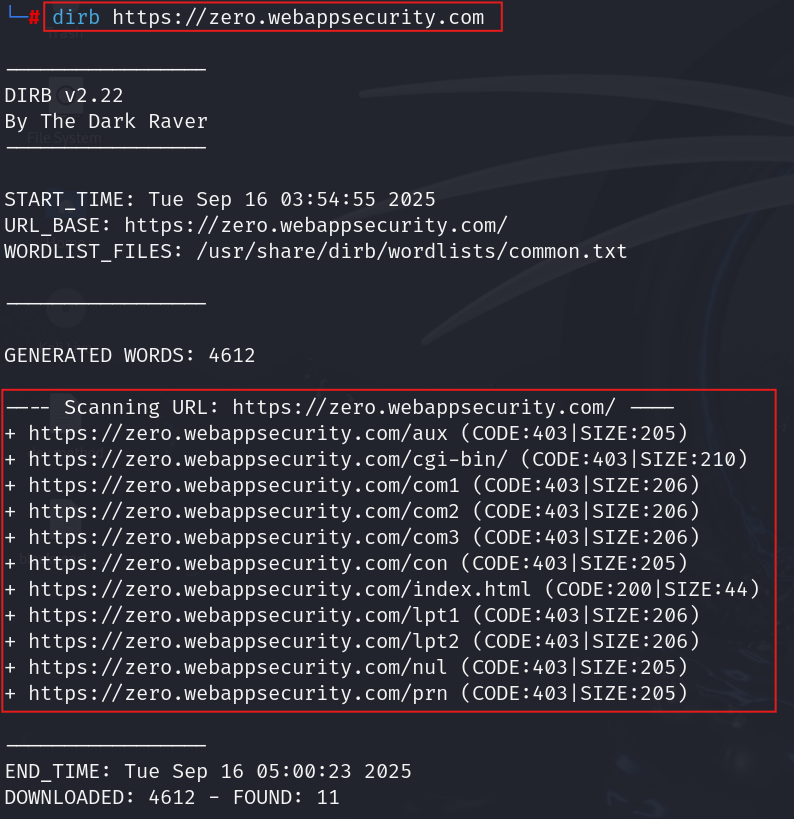 └─# dirb https://zero.webappsecurity.com
Trash
-----------------
DIRB v2.22
By The Dark Raver
File System
-----------------
START_TIME: Tue Sep 16 03:54:55 2025
URL_BASE: https://zero.webappsecurity.com/
WORDLIST_FILES: /usr/share/dirb/wordlists/common.txt
-----------------
GENERATED WORDS: 4612
---- Scanning URL: https://zero.webappsecurity.com/ ----
+ https://zero.webappsecurity.com/aux (CODE:403|SIZE:205)
+ https://zero.webappsecurity.com/cgi-bin/ (CODE:403|SIZE:210)
+ https://zero.webappsecurity.com/com1 (CODE:403|SIZE:206)
+ https://zero.webappsecurity.com/com2 (CODE:403|SIZE:206)
+ https://zero.webappsecurity.com/com3 (CODE:403|SIZE:206)
+ https://zero.webappsecurity.com/con (CODE:403|SIZE:205)
+ https://zero.webappsecurity.com/index.html (CODE:200|SIZE:44)
+ https://zero.webappsecurity.com/lpt1 (CODE:403|SIZE:206)
+ https://zero.webappsecurity.com/lpt2 (CODE:403|SIZE:206)
+ https://zero.webappsecurity.com/nul (CODE:403|SIZE:205)
+ https://zero.webappsecurity.com/prn (CODE:403|SIZE:205)
-----------------
END_TIME: Tue Sep 16 05:00:23 2025
DOWNLOADED: 4612 - FOUND: 11